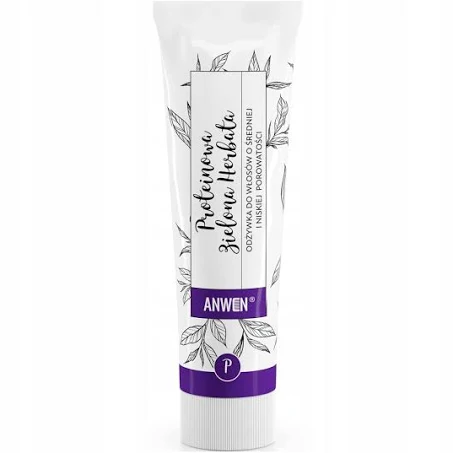 Proteinowa
Zielona Herbata
ODŻYWKA DO WŁOSÓW O ŚREDNIEJ
I NISKIEJ POROWATOŚCI
ANWEN®
P